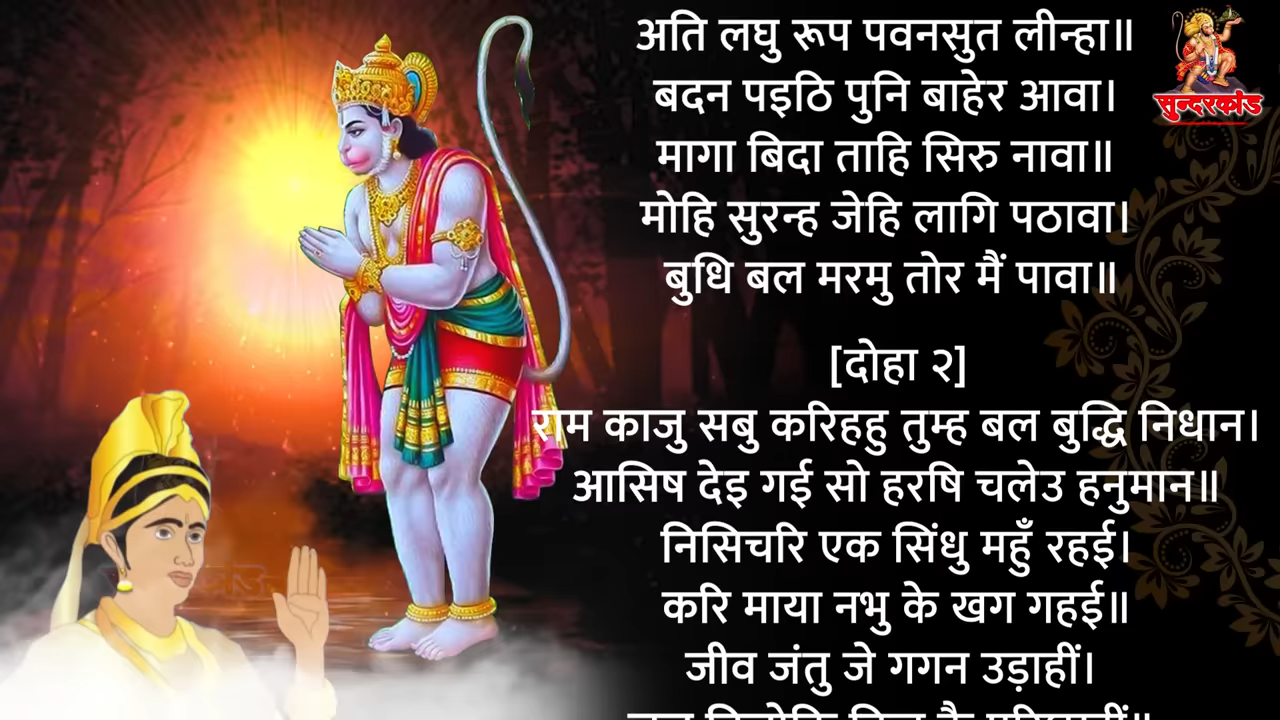 अति लघु रूप पवनसुत लीन्हा॥
बदन पइठि पुनि बाहेर आवा।
मागा बिदा ताहि सिरु नावा॥
मोहि सुरन्ह जेहि लागि पठावा।
बुधि बल मरमु तोर मैं पावा॥
[दोहा २]
राम काजु सबु करिहहु तुम्ह बल बुद्धि निधान।
आसिष देइ गई सो हरषि चलेउ हनुमान॥
निसिचरि एक सिंधु महुँ रहई।
करि माया नभु के खग गहई॥
जीव जंतु जे गगन उड़ाहीं।
सुन्दरकांड